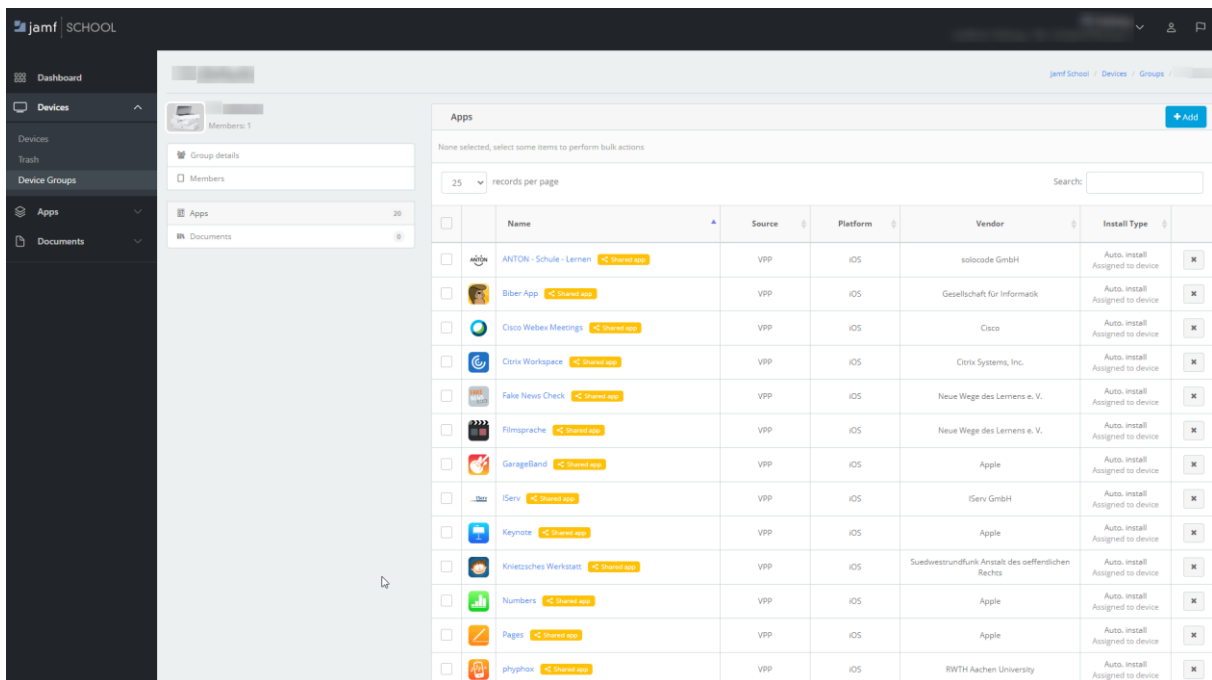 jamf SCHOOL
Dashboard
Devices
Devices
Trash
Device Groups
Apps
Documents
Jamf School / Devices / Groups /
Members: 1
Group details
Members
Apps 20
Documents 0
Apps
+Add
None selected, select some items to perform bulk actions
25 records per page
Search:
Name Source Platform Vendor Install Type
ANTON - Schule - Lernen Shared app VPP iOS solocode GmbH Auto. install
Assigned to device
Biber App Shared app VPP iOS Gesellschaft für Informatik Auto. install
Assigned to device
Cisco Webex Meetings Shared app VPP iOS Cisco Auto. install
Assigned to device
Citrix Workspace Shared app VPP iOS Citrix Systems, Inc. Auto. install
Assigned to device
Fake News Check Shared app VPP iOS Neue Wege des Lernens e. V. Auto. install
Assigned to device
Filmsprache Shared app VPP iOS Neue Wege des Lernens e. V. Auto. install
Assigned to device
GarageBand Shared app VPP iOS Apple Auto. install
Assigned to device
IServ Shared app VPP iOS IServ GmbH Auto. install
Assigned to device
Keynote Shared app VPP iOS Apple Auto. install
Assigned to device
Knietzsches Werkstatt Shared app VPP iOS Suedwestrundfunk Anstalt des oeffentlichen Rechts Auto. install
Assigned to device
Numbers Shared app VPP iOS Apple Auto. install
Assigned to device
Pages Shared app VPP iOS Apple Auto. install
Assigned to device
phyphox Shared app VPP iOS RWTH Aachen University Auto. install
Assigned to device